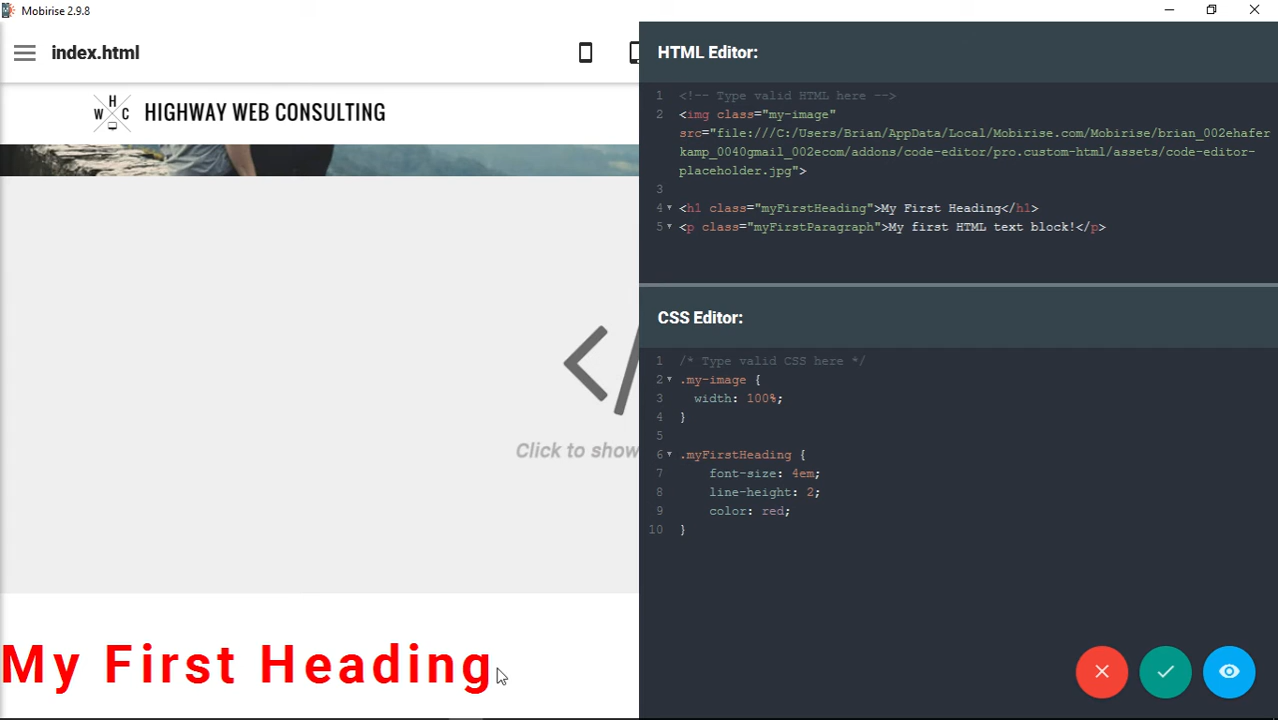 Mobirise 2.9.8
index.html
H
W C
HIGHWAY WEB CONSULTING
Click to show
My First Heading
HTML Editor:
1 <!-- Type valid HTML here -->
2 <img class="my-image"
src="file:///C:/Users/Brian/AppData/Local/Mobirise.com/Mobirise/brian_002ehafer
kamp_0040gmail_002ecom/addons/code-editor/pro.custom-html/assets/code-editor-
placeholder.jpg">
3
4 <h1 class="myFirstHeading">My First Heading</h1>
5 <p class="myFirstParagraph">My first HTML text block!</p>
CSS Editor:
1 /* Type valid CSS here */
2 .my-image {
3 width: 100%;
4 }
5
6 .myFirstHeading {
7 font-size: 4em;
8 line-height: 2;
9 color: red;
10 }